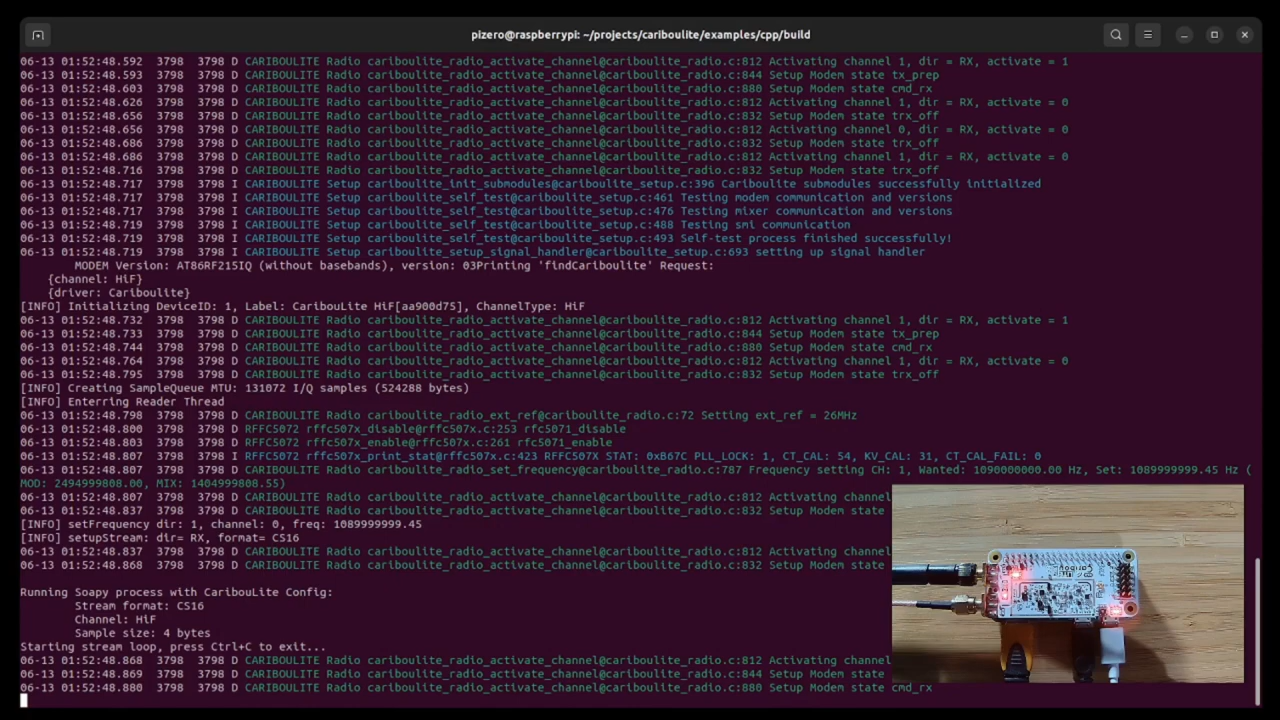 pizero@raspberrypi: ~/projects/cariboulite/examples/cpp/build
06-13 01:52:48.592 3798 3798 D CARIBOULITE Radio cariboulite_radio_activate_channel@cariboulite_radio.c:812 Activating channel 1, dir = RX, activate = 1
06-13 01:52:48.593 3798 3798 D CARIBOULITE Radio cariboulite_radio_activate_channel@cariboulite_radio.c:844 Setup Modem state tx_prep
06-13 01:52:48.603 3798 3798 D CARIBOULITE Radio cariboulite_radio_activate_channel@cariboulite_radio.c:880 Setup Modem state cmd_rx
06-13 01:52:48.626 3798 3798 D CARIBOULITE Radio cariboulite_radio_activate_channel@cariboulite_radio.c:812 Activating channel 1, dir = RX, activate = 0
06-13 01:52:48.656 3798 3798 D CARIBOULITE Radio cariboulite_radio_activate_channel@cariboulite_radio.c:832 Setup Modem state trx_off
06-13 01:52:48.656 3798 3798 D CARIBOULITE Radio cariboulite_radio_activate_channel@cariboulite_radio.c:812 Activating channel 0, dir = RX, activate = 0
06-13 01:52:48.686 3798 3798 D CARIBOULITE Radio cariboulite_radio_activate_channel@cariboulite_radio.c:832 Setup Modem state trx_off
06-13 01:52:48.686 3798 3798 D CARIBOULITE Radio cariboulite_radio_activate_channel@cariboulite_radio.c:812 Activating channel 1, dir = RX, activate = 0
06-13 01:52:48.716 3798 3798 D CARIBOULITE Radio cariboulite_radio_activate_channel@cariboulite_radio.c:832 Setup Modem state trx_off
06-13 01:52:48.717 3798 3798 I CARIBOULITE Setup cariboulite_init_submodules@cariboulite_setup.c:396 Cariboulite submodules successfully initialized
06-13 01:52:48.717 3798 3798 I CARIBOULITE Setup cariboulite_self_test@cariboulite_setup.c:461 Testing modem communication and versions
06-13 01:52:48.717 3798 3798 I CARIBOULITE Setup cariboulite_self_test@cariboulite_setup.c:476 Testing mixer communication and versions
06-13 01:52:48.719 3798 3798 I CARIBOULITE Setup cariboulite_self_test@cariboulite_setup.c:488 Testing smi communication
06-13 01:52:48.719 3798 3798 I CARIBOULITE Setup cariboulite_self_test@cariboulite_setup.c:493 Self-test process finished successfully!
06-13 01:52:48.719 3798 3798 I CARIBOULITE Setup cariboulite_setup_signal_handler@cariboulite_setup.c:693 setting up signal handler
MODEM Version: AT86RF215IQ (without basebands), version: 03Printing 'findCariboulite' Request:
{channel: HiF}
{driver: Cariboulite}
[INFO] Initializing DeviceID: 1, Label: CaribouLite HiF[aa900d75], ChannelType: HiF
06-13 01:52:48.732 3798 3798 D CARIBOULITE Radio cariboulite_radio_activate_channel@cariboulite_radio.c:812 Activating channel 1, dir = RX, activate = 1
06-13 01:52:48.733 3798 3798 D CARIBOULITE Radio cariboulite_radio_activate_channel@cariboulite_radio.c:844 Setup Modem state tx_prep
06-13 01:52:48.744 3798 3798 D CARIBOULITE Radio cariboulite_radio_activate_channel@cariboulite_radio.c:880 Setup Modem state cmd_rx
06-13 01:52:48.764 3798 3798 D CARIBOULITE Radio cariboulite_radio_activate_channel@cariboulite_radio.c:812 Activating channel 1, dir = RX, activate = 0
06-13 01:52:48.795 3798 3798 D CARIBOULITE Radio cariboulite_radio_activate_channel@cariboulite_radio.c:832 Setup Modem state trx_off
[INFO] Creating SampleQueue MTU: 131072 I/Q samples (524288 bytes)
[INFO] Enterring Reader Thread
06-13 01:52:48.798 3798 3798 D CARIBOULITE Radio cariboulite_radio_ext_ref@cariboulite_radio.c:72 Setting ext_ref = 26MHz
06-13 01:52:48.800 3798 3798 D RFFC5072 rffc507x_disable@rffc507x.c:253 rfc5071_disable
06-13 01:52:48.803 3798 3798 D RFFC5072 rffc507x_enable@rffc507x.c:261 rfc5071_enable
06-13 01:52:48.807 3798 3798 I RFFC5072 rffc507x_print_stat@rffc507x.c:423 RFFC507X STAT: 0xB67C PLL_LOCK: 1, CT_CAL: 54, KV_CAL: 31, CT_CAL_FAIL: 0
06-13 01:52:48.807 3798 3798 D CARIBOULITE Radio cariboulite_radio_set_frequency@cariboulite_radio.c:787 Frequency setting CH: 1, Wanted: 1090000000.00 Hz, Set: 1089999999.45 Hz (
MOD: 2494999808.00, MIX: 1404999808.55)
06-13 01:52:48.807 3798 3798 D CARIBOULITE Radio cariboulite_radio_activate_channel@cariboulite_radio.c:812 Activating channel
06-13 01:52:48.837 3798 3798 D CARIBOULITE Radio cariboulite_radio_activate_channel@cariboulite_radio.c:832 Setup Modem state
[INFO] setFrequency dir: 1, channel: 0, freq: 1089999999.45
[INFO] setupStream: dir= RX, format= CS16
06-13 01:52:48.837 3798 3798 D CARIBOULITE Radio cariboulite_radio_activate_channel@cariboulite_radio.c:812 Activating channel
06-13 01:52:48.868 3798 3798 D CARIBOULITE Radio cariboulite_radio_activate_channel@cariboulite_radio.c:832 Setup Modem state
Running Soapy process with CaribouLite Config:
Stream format: CS16
Channel: HiF
Sample size: 4 bytes
Starting stream loop, press Ctrl+C to exit...
06-13 01:52:48.868 3798 3798 D CARIBOULITE Radio cariboulite_radio_activate_channel@cariboulite_radio.c:812 Activating channel
06-13 01:52:48.869 3798 3798 D CARIBOULITE Radio cariboulite_radio_activate_channel@cariboulite_radio.c:844 Setup Modem state
06-13 01:52:48.880 3798 3798 D CARIBOULITE Radio cariboulite_radio_activate_channel@cariboulite_radio.c:880 Setup Modem state cmd_rx